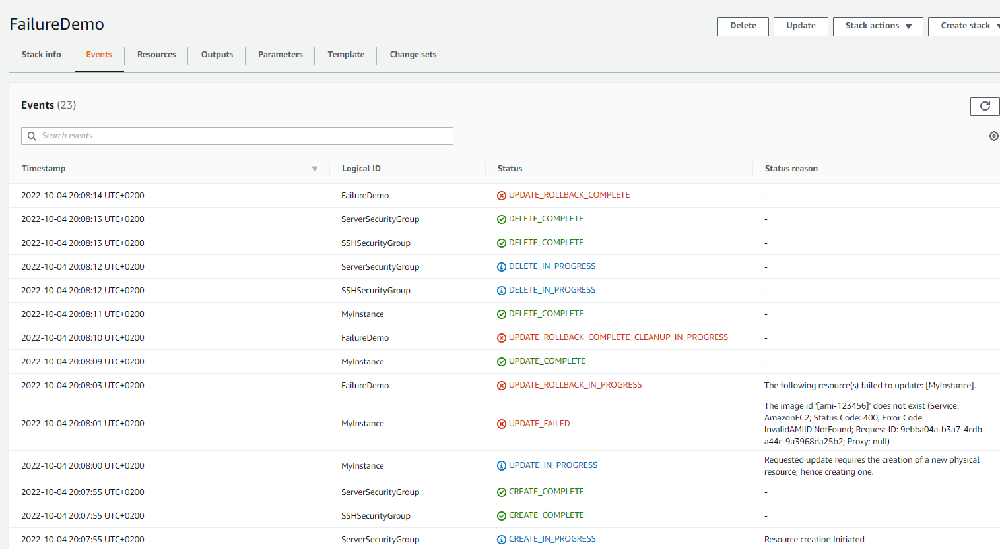 FailureDemo
Delete
Update
Stack actions
Create stack
Stack info
Events
Resources
Outputs
Parameters
Template
Change sets
Events (23)
Search events
Timestamp Logical ID Status Status reason
2022-10-04 20:08:14 UTC+0200 FailureDemo UPDATE_ROLLBACK_COMPLETE -
2022-10-04 20:08:13 UTC+0200 ServerSecurityGroup DELETE_COMPLETE -
2022-10-04 20:08:13 UTC+0200 SSHSecurityGroup DELETE_COMPLETE -
2022-10-04 20:08:12 UTC+0200 ServerSecurityGroup DELETE_IN_PROGRESS -
2022-10-04 20:08:12 UTC+0200 SSHSecurityGroup DELETE_IN_PROGRESS -
2022-10-04 20:08:11 UTC+0200 MyInstance DELETE_COMPLETE -
2022-10-04 20:08:10 UTC+0200 FailureDemo UPDATE_ROLLBACK_COMPLETE_CLEANUP_IN_PROGRESS -
2022-10-04 20:08:09 UTC+0200 MyInstance UPDATE_COMPLETE -
2022-10-04 20:08:03 UTC+0200 FailureDemo UPDATE_ROLLBACK_IN_PROGRESS The following resource(s) failed to update: [MyInstance].
2022-10-04 20:08:01 UTC+0200 MyInstance UPDATE_FAILED The image id '[ami-123456]' does not exist (Service:
AmazonEC2; Status Code: 400; Error Code:
InvalidAMIID.NotFound; Request ID: 9ebba04a-b3a7-4cdb-
a44c-9a3968da25b2; Proxy: null)
2022-10-04 20:08:00 UTC+0200 MyInstance UPDATE_IN_PROGRESS Requested update requires the creation of a new physical
resource; hence creating one.
2022-10-04 20:07:55 UTC+0200 ServerSecurityGroup CREATE_COMPLETE -
2022-10-04 20:07:55 UTC+0200 SSHSecurityGroup CREATE_COMPLETE -
2022-10-04 20:07:55 UTC+0200 ServerSecurityGroup CREATE_IN_PROGRESS Resource creation Initiated